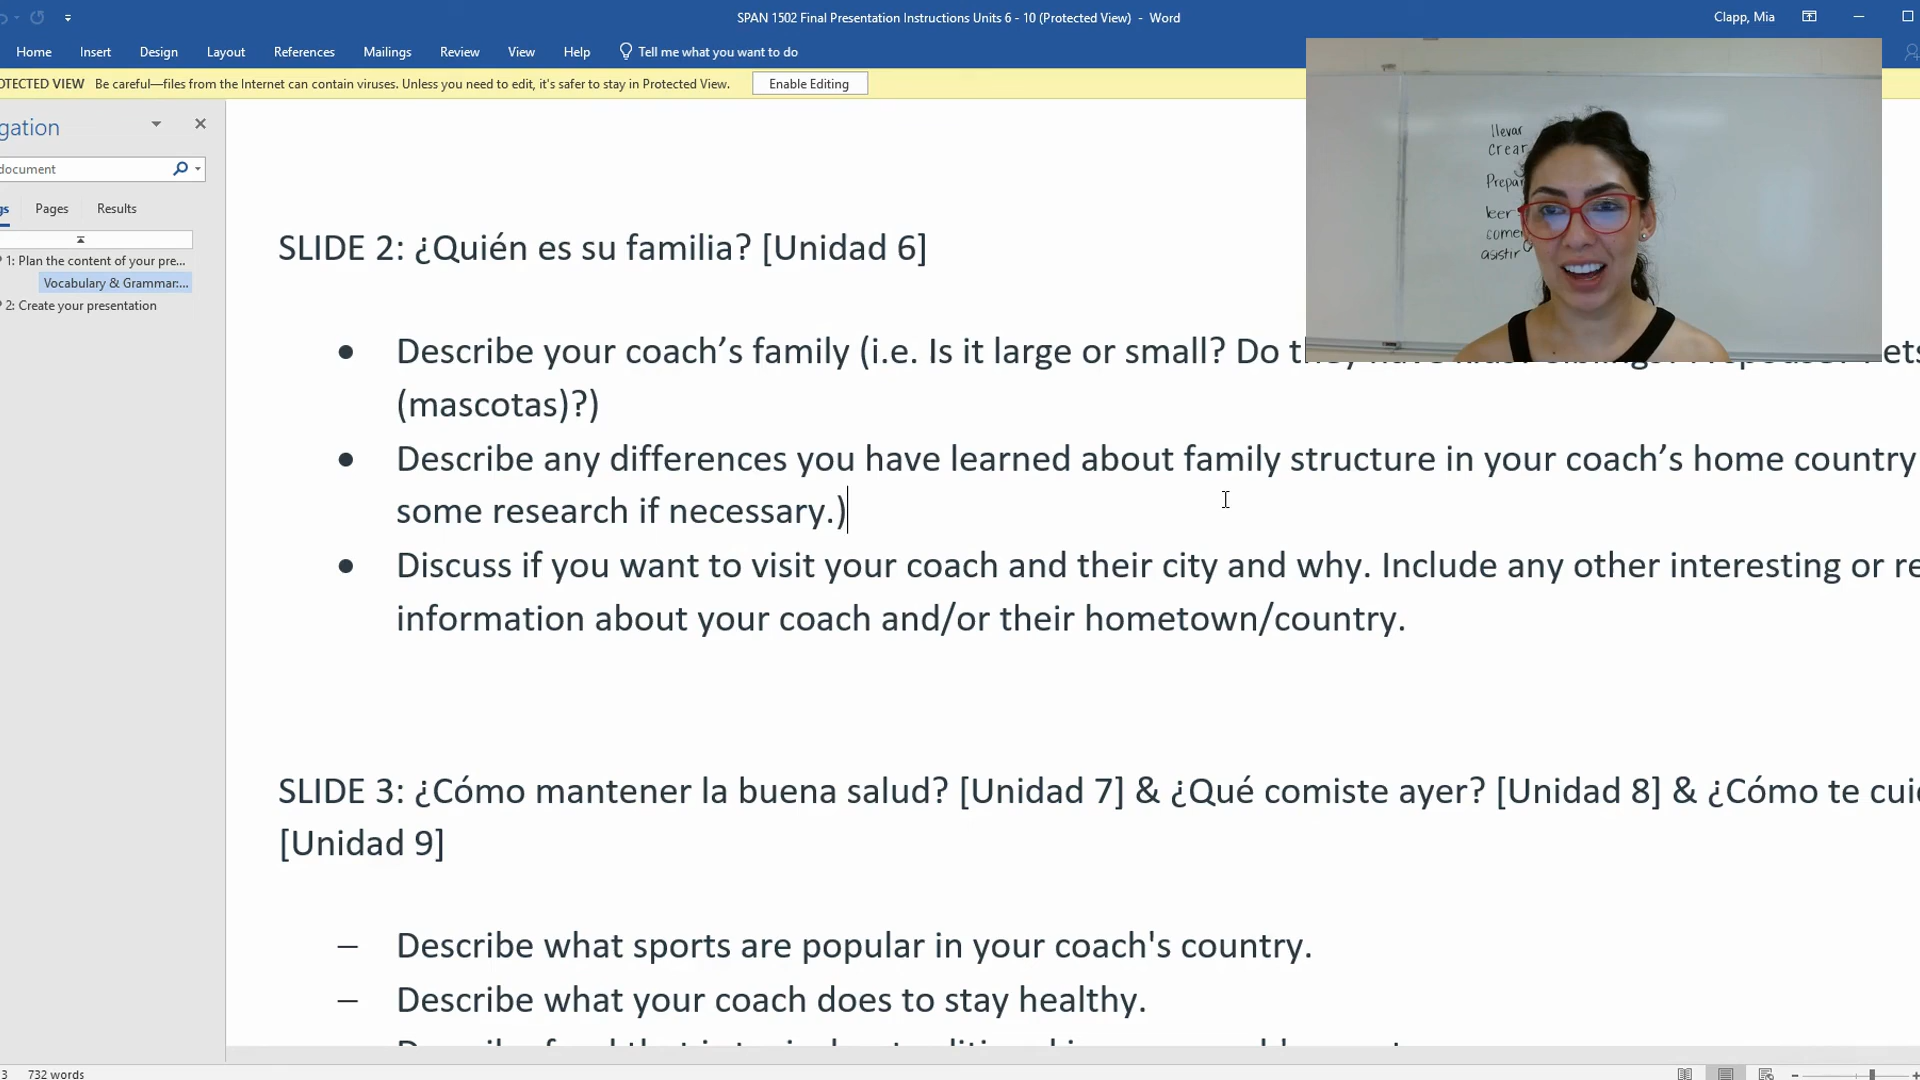 SPAN 1502 Final Presentation Instructions Units 6 - 10 (Protected View) - Word
Clapp, Mia
Home Insert Design Layout References Mailings Review View Help Tell me what you want to do
OTECTED VIEW Be careful—files from the Internet can contain viruses. Unless you need to edit, it's safer to stay in Protected View. Enable Editing
gation
document
gs Pages Results
1: Plan the content of your pre...
Vocabulary & Grammar:...
2: Create your presentation
llevar
crear
Prepar
leer
comer
asistir
SLIDE 2: ¿Quién es su familia? [Unidad 6]
● Describe your coach’s family (i.e. Is it large or small? Do
(mascotas)?)
● Describe any differences you have learned about family structure in your coach’s home country
some research if necessary.)
● Discuss if you want to visit your coach and their city and why. Include any other interesting or re
information about your coach and/or their hometown/country.
SLIDE 3: ¿Cómo mantener la buena salud? [Unidad 7] & ¿Qué comiste ayer? [Unidad 8] & ¿Cómo te cui
[Unidad 9]
– Describe what sports are popular in your coach's country.
– Describe what your coach does to stay healthy.
3 732 words